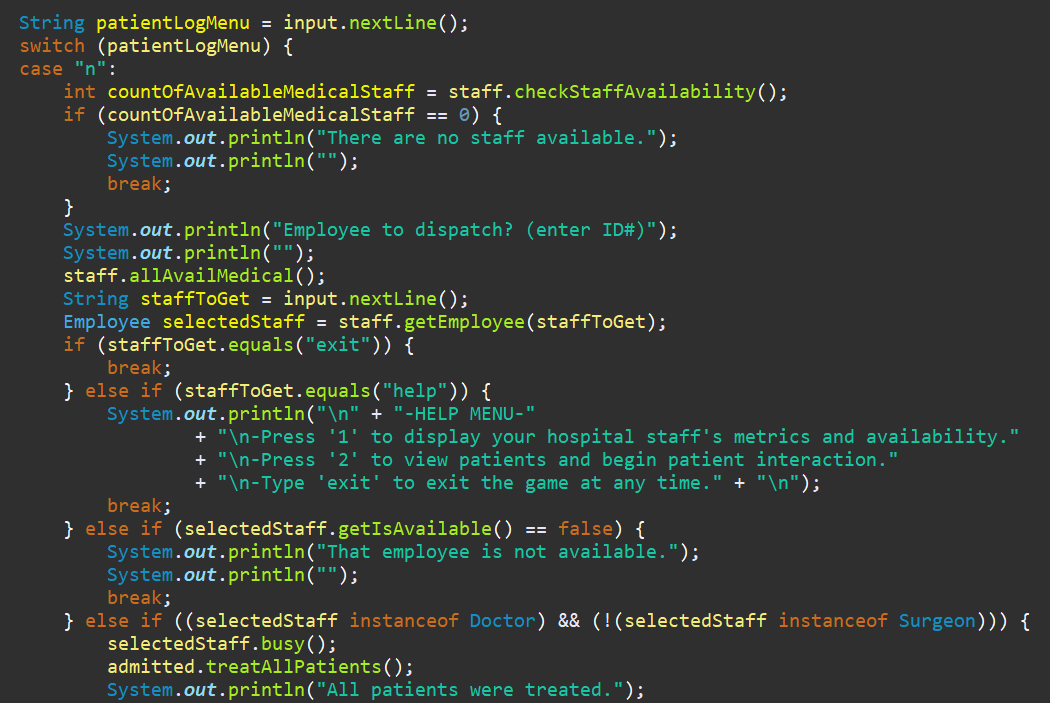 String patientLogMenu = input.nextLine();
switch (patientLogMenu) {
case "n":
    int countOfAvailableMedicalStaff = staff.checkStaffAvailability();
    if (countOfAvailableMedicalStaff == 0) {
        System.out.println("There are no staff available.");
        System.out.println("");
        break;
    }
    System.out.println("Employee to dispatch? (enter ID#)");
    System.out.println("");
    staff.allAvailMedical();
    String staffToGet = input.nextLine();
    Employee selectedStaff = staff.getEmployee(staffToGet);
    if (staffToGet.equals("exit")) {
        break;
    } else if (staffToGet.equals("help")) {
        System.out.println("\n" + "-HELP MENU-"
                + "\n-Press '1' to display your hospital staff's metrics and availability."
                + "\n-Press '2' to view patients and begin patient interaction."
                + "\n-Type 'exit' to exit the game at any time." + "\n");
        break;
    } else if (selectedStaff.getIsAvailable() == false) {
        System.out.println("That employee is not available.");
        System.out.println("");
        break;
    } else if ((selectedStaff instanceof Doctor) && (!(selectedStaff instanceof Surgeon))) {
        selectedStaff.busy();
        admitted.treatAllPatients();
        System.out.println("All patients were treated.");